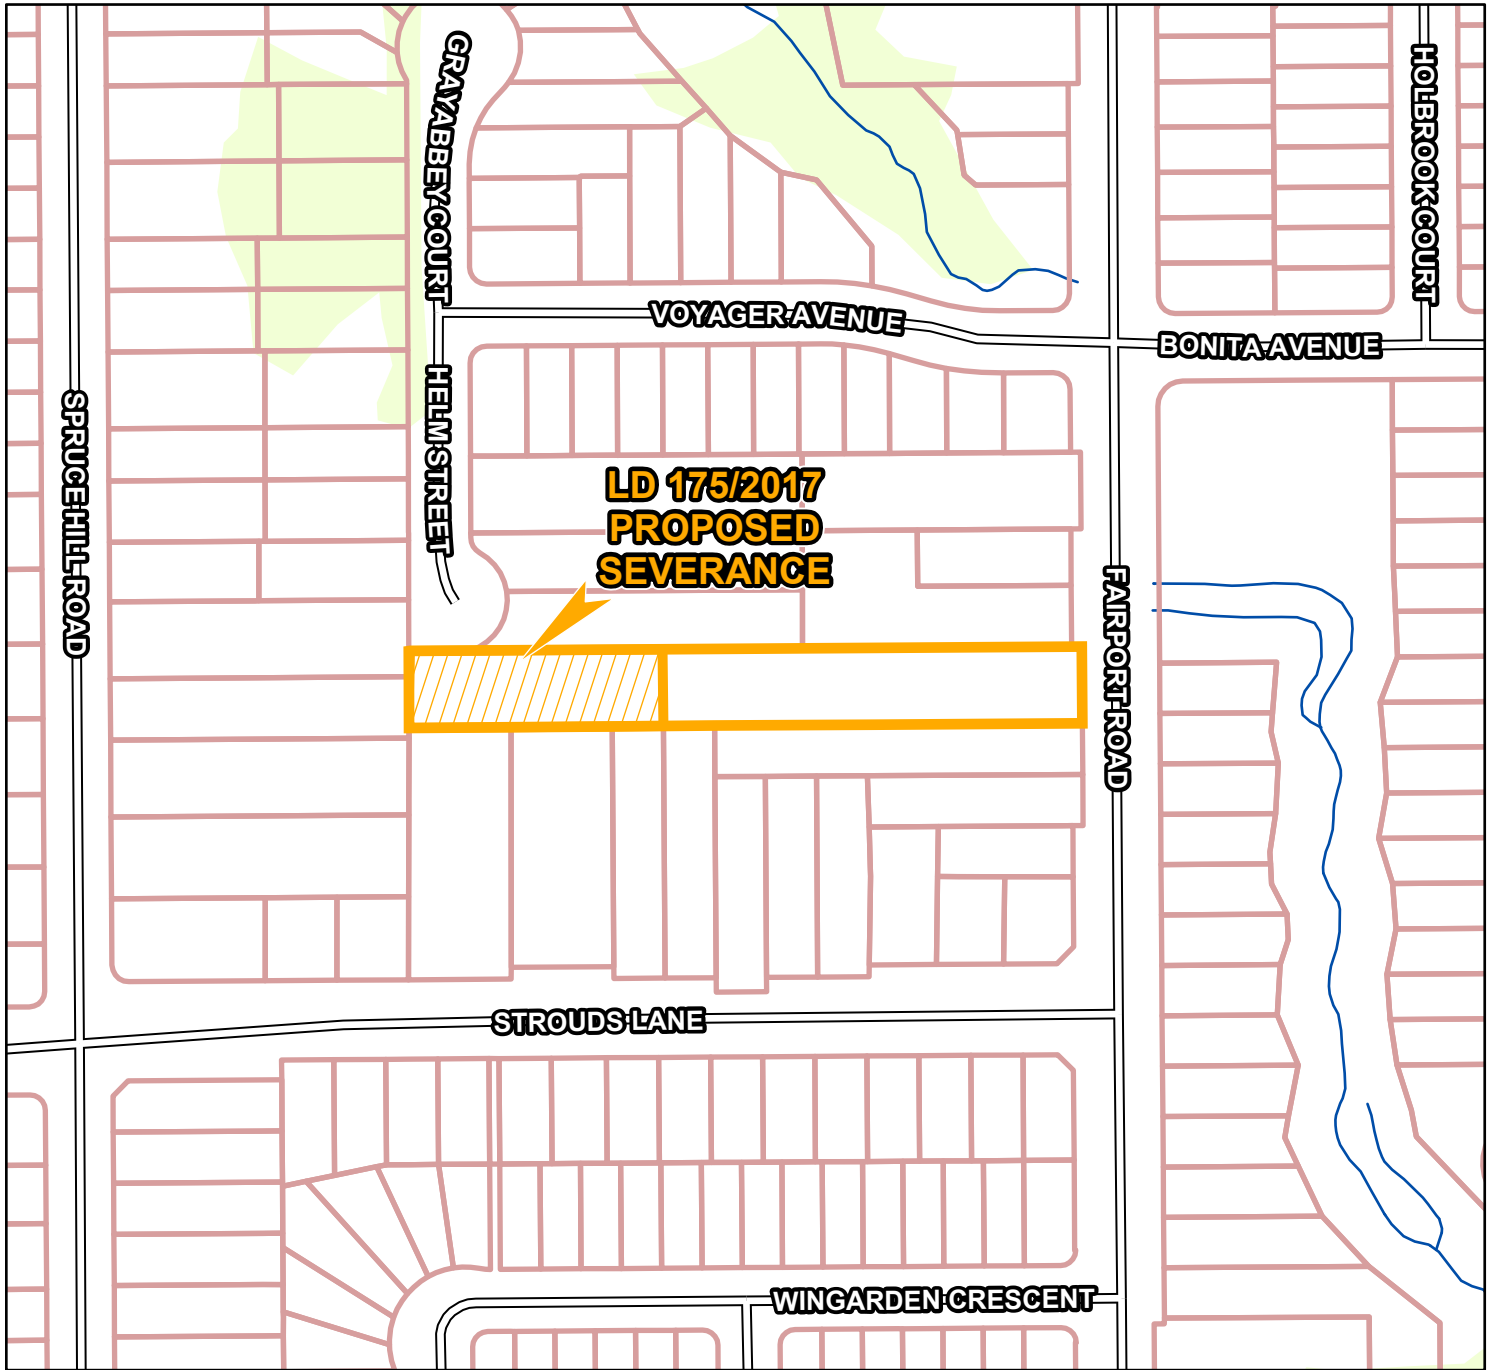 GRAYABBEY COURT
HOLBROOK COURT
VOYAGER AVENUE
BONITA AVENUE
HELM STREET
SPRUCE HILL ROAD
LD 175/2017
PROPOSED
SEVERANCE
FAIRPORT ROAD
STROUDS LANE
WINGARDEN CRESCENT